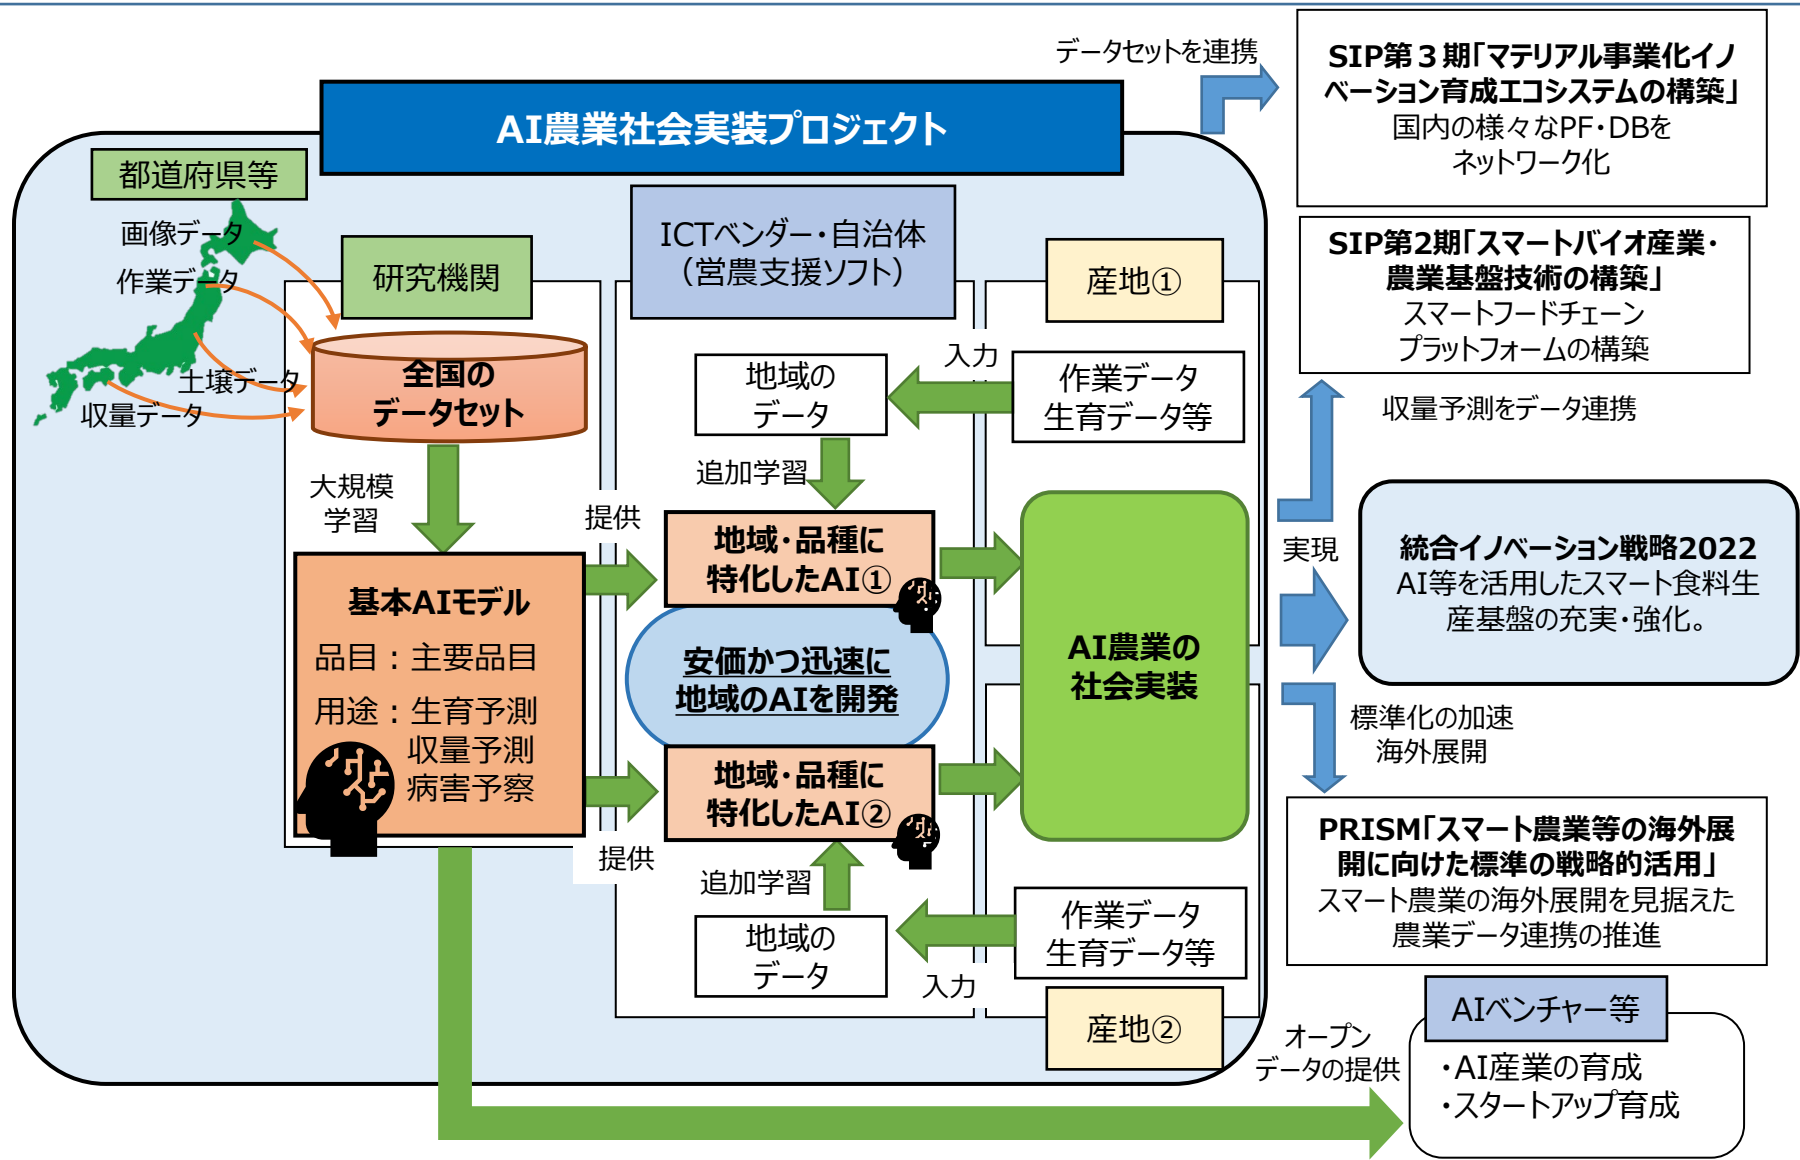 AI農業社会実装プロジェクト
データセットを連携
SIP第３期「マテリアル事業化イノ
ベーション育成エコシステムの構築」
国内の様々なPF・DBを
ネットワーク化
都道府県等
画像データ
作業データ
土壌データ
収量データ
研究機関
全国の
データセット
大規模
学習
基本AIモデル
品目：主要品目
用途：生育予測
収量予測
病害予察
提供
提供
ICTベンダー・自治体
（営農支援ソフト）
地域の
データ
追加学習
地域・品種に
特化したAI①
安価かつ迅速に
地域のAIを開発
地域・品種に
特化したAI②
追加学習
地域の
データ
産地①
入力
作業データ
生育データ等
AI農業の
社会実装
作業データ
生育データ等
入力
産地②
SIP第2期「スマートバイオ産業・
農業基盤技術の構築」
スマートフードチェーン
プラットフォームの構築
収量予測をデータ連携
実現
統合イノベーション戦略2022
AI等を活用したスマート食料生
産基盤の充実・強化。
標準化の加速
海外展開
PRISM「スマート農業等の海外展
開に向けた標準の戦略的活用」
スマート農業の海外展開を見据えた
農業データ連携の推進
オープン
データの提供
AIベンチャー等
・AI産業の育成
・スタートアップ育成